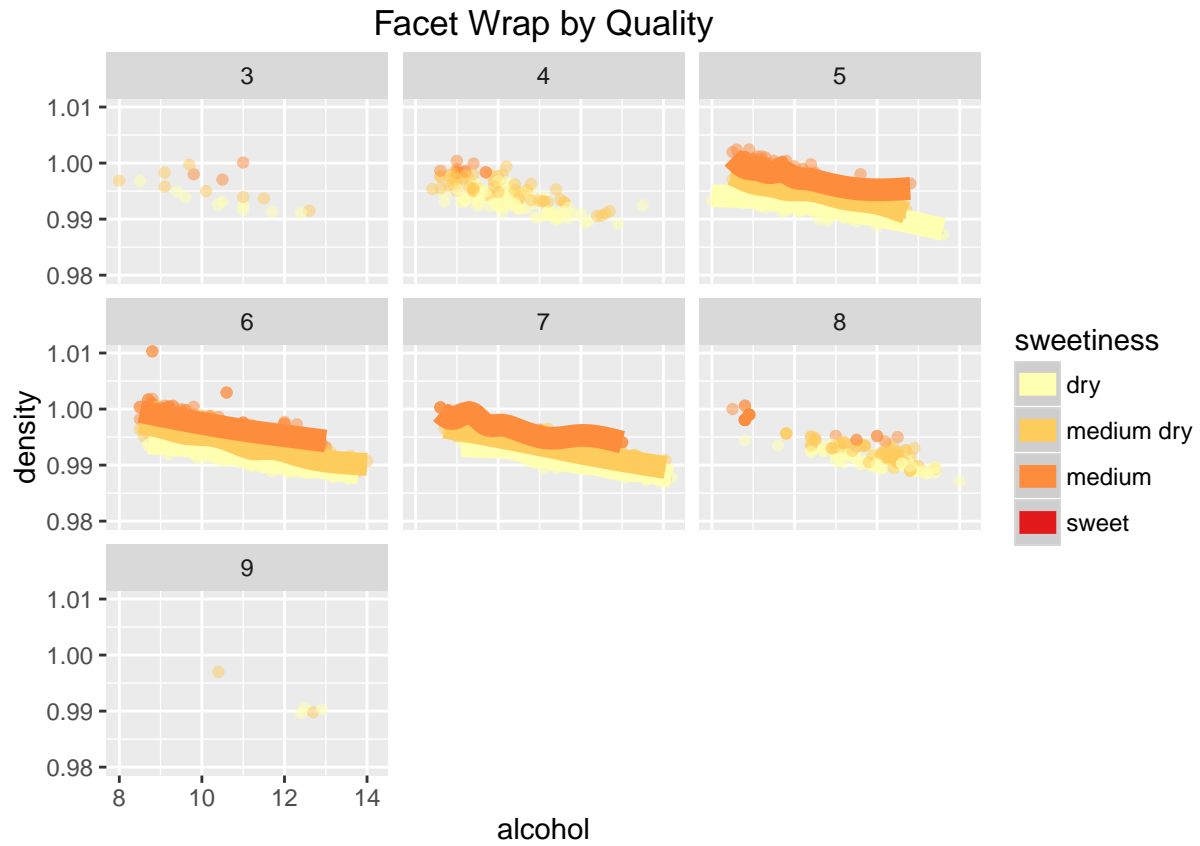 Facet Wrap by Quality
3 4 5
1.01
1.00
0.99
0.98
6 7 8
1.01
1.00
0.99
0.98
9
1.01
1.00
0.99
0.98
8 10 12 14
alcohol
density
sweetiness
dry
medium dry
medium
sweet